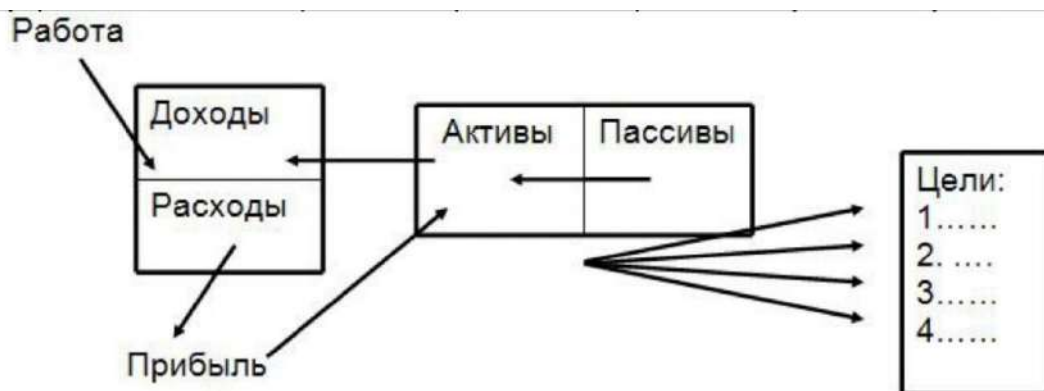 Работа
Доходы
Расходы
Прибыль
Активы
Пассивы
Цели:
1......
2. ....
3......
4......